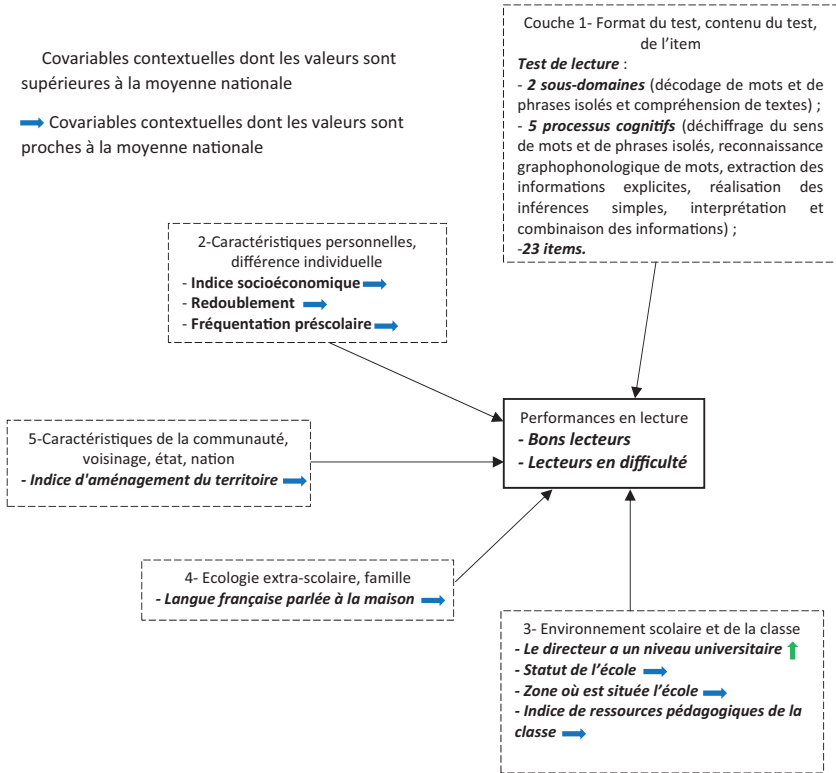 Covariables contextuelles dont les valeurs sont
supérieures à la moyenne nationale
Covariables contextuelles dont les valeurs sont
proches à la moyenne nationale
Couche 1- Format du test, contenu du test,
de l’item
Test de lecture :
- 2 sous-domaines (décodage de mots et de
phrases isolés et compréhension de textes) ;
- 5 processus cognitifs (déchiffrage du sens
de mots et de phrases isolés, reconnaissance
graphophonologique de mots, extraction des
informations explicites, réalisation des
inférences simples, interprétation et
combinaison des informations) ;
-23 items.
2-Caractéristiques personnelles,
différence individuelle
- Indice socioéconomique
- Redoublement
- Fréquentation préscolaire
Performances en lecture
- Bons lecteurs
- Lecteurs en difficulté
5-Caractéristiques de la communauté,
voisinage, état, nation
- Indice d'aménagement du territoire
4- Ecologie extra-scolaire, famille
- Langue française parlée à la maison
3- Environnement scolaire et de la classe
- Le directeur a un niveau universitaire
- Statut de l’école
- Zone où est située l’école
- Indice de ressources pédagogiques de la
classe